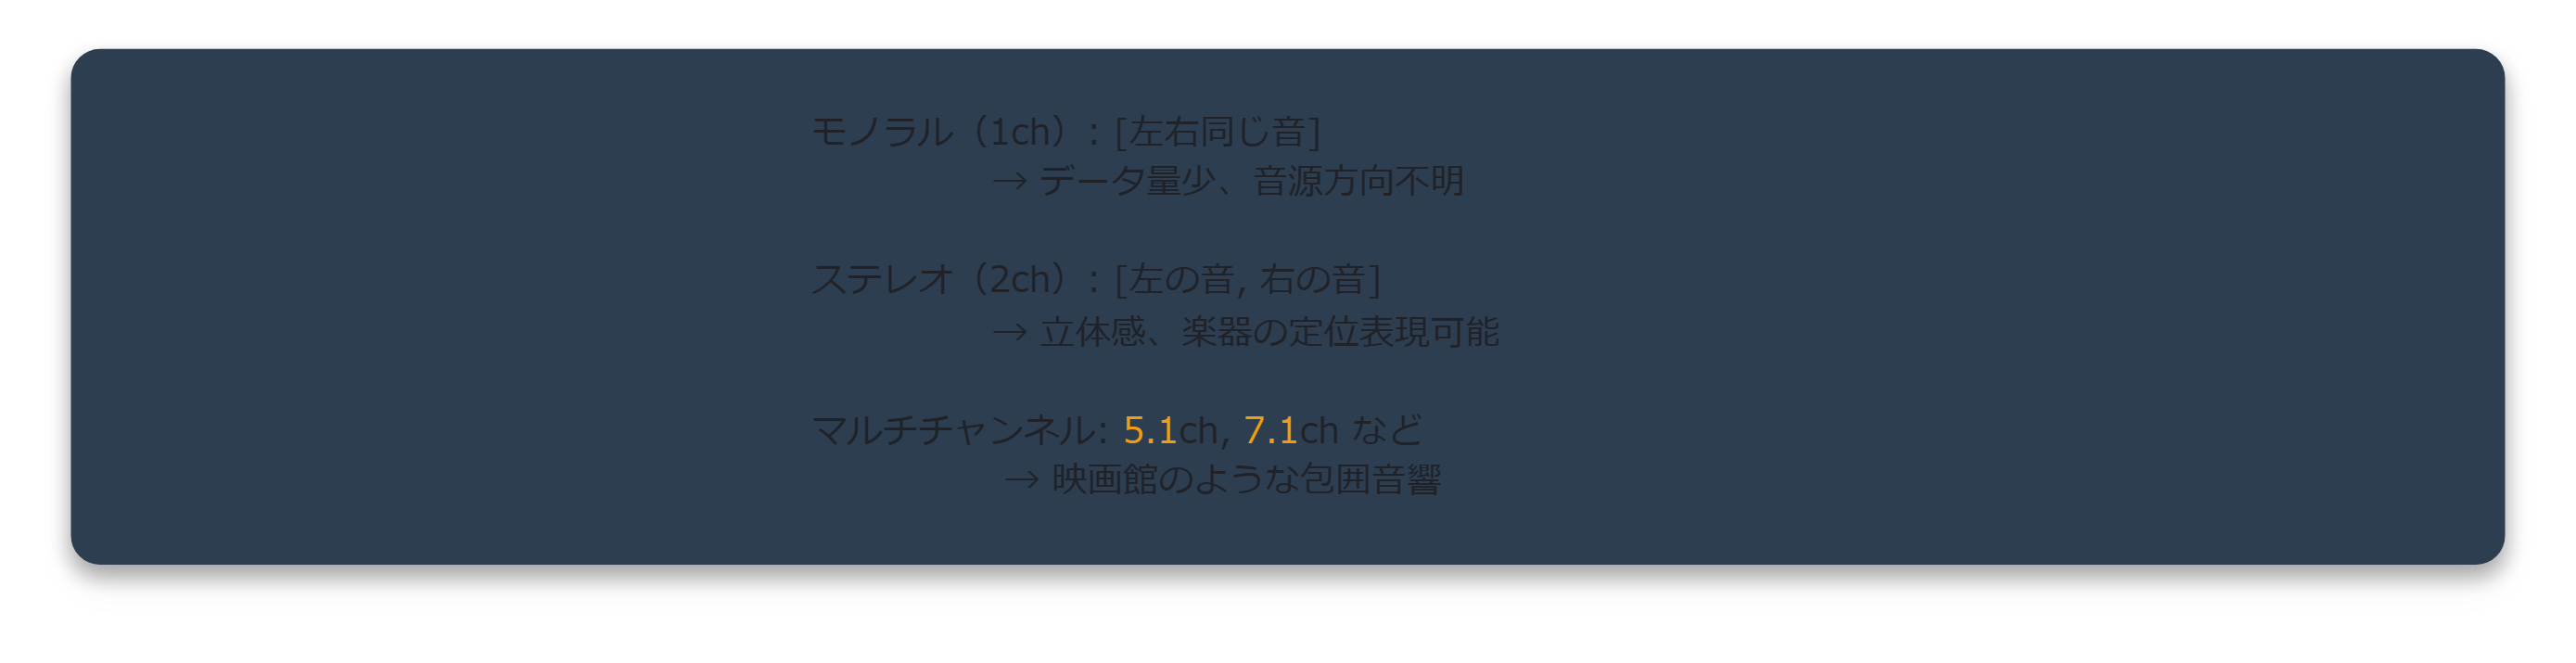 モノラル（1ch）: [左右同じ音]
→ データ量少、音源方向不明
ステレオ（2ch）: [左の音, 右の音]
→ 立体感、楽器の定位表現可能
マルチチャンネル: 5.1ch, 7.1ch など
→ 映画館のような包囲音響